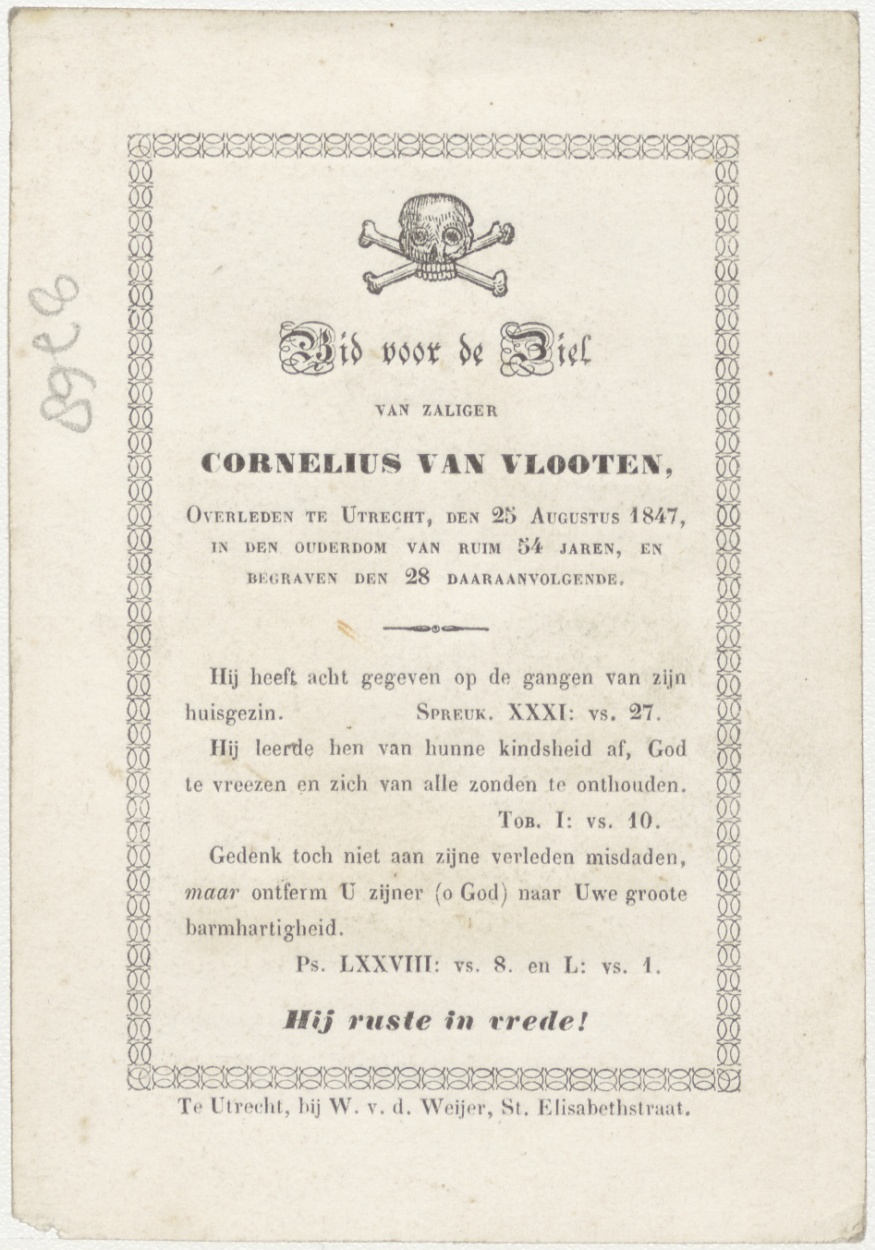 Bid voor de Ziel
VAN ZALIGER
CORNELIUS VAN VLOOTEN,
OVERLEDEN TE UTRECHT, DEN 25 AUGUSTUS 1847,
IN DEN OUDERDOM VAN RUIM 54 JAREN, EN
BEGRAVEN DEN 28 DAARAANVOLGENDE.
Hij heeft acht gegeven op de gangen van zijn
huisgezin. SPREUK. XXXI: vs. 27.
Hij leerde hen van hunne kindsheid af, God
te vreezen en zich van alle zonden te onthouden.
TOB. I: vs. 10.
Gedenk toch niet aan zijne verleden misdaden,
maar ontferm U zijner (o God) naar Uwe groote
barmhartigheid.
Ps. LXXVIII: vs. 8. en L: vs. 1.
Hij ruste in vrede!
Te Utrecht, bij W. v. d. Weijer, St. Elisabethstraat.